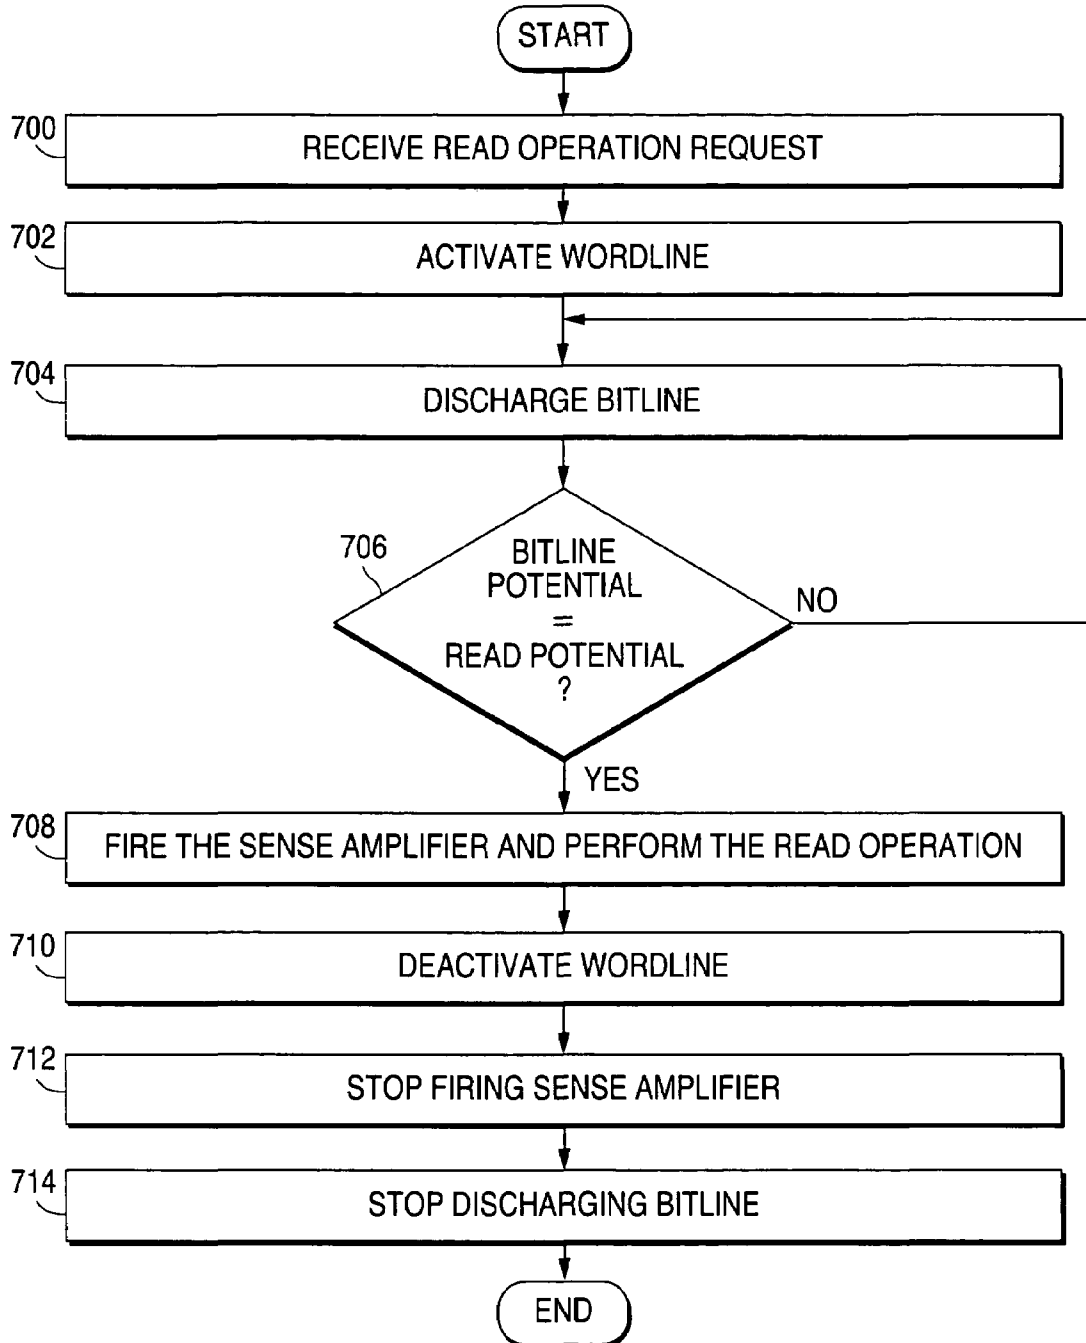 START
700
RECEIVE READ OPERATION REQUEST
702
ACTIVATE WORDLINE
704
DISCHARGE BITLINE
706
BITLINE
POTENTIAL
=
READ POTENTIAL
?
NO
YES
708
FIRE THE SENSE AMPLIFIER AND PERFORM THE READ OPERATION
710
DEACTIVATE WORDLINE
712
STOP FIRING SENSE AMPLIFIER
714
STOP DISCHARGING BITLINE
END